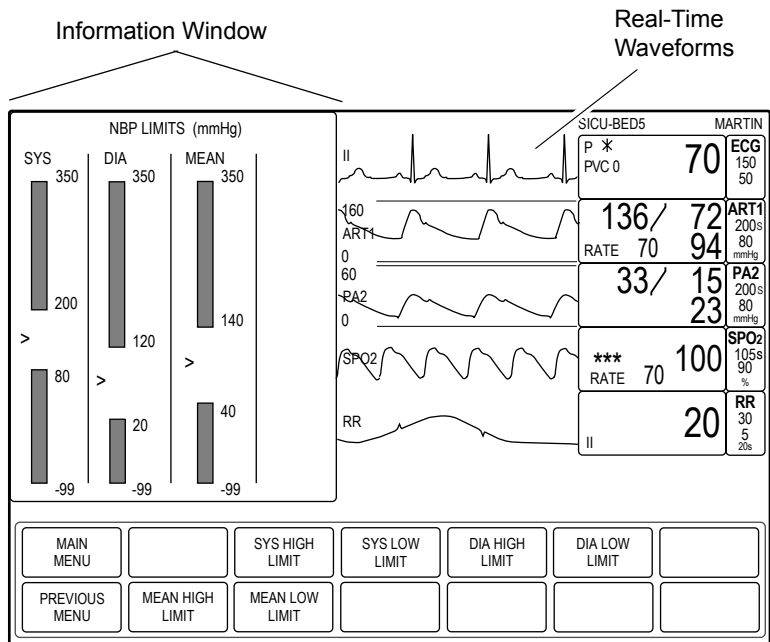 Information Window
Real-Time
Waveforms
NBP LIMITS (mmHg)
SYS DIA MEAN
350 350 350
200
120
140
>
>
>
80
20
40
-99 -99 -99
II
160
ART1
0
60
PA2
0
SPO2
RR
SICU-BED5 MARTIN
P *
PVC 0
70
ECG
150
50
136/ 72
RATE 70 94
ART1
200s
80
mmHg
33/ 15
23
PA2
200s
80
mmHg
*** 100
RATE 70
SPO2
105s
90
%
II
20
RR
30
5
20s
MAIN
MENU
SYS HIGH
LIMIT
SYS LOW
LIMIT
DIA HIGH
LIMIT
DIA LOW
LIMIT
PREVIOUS
MENU
MEAN HIGH
LIMIT
MEAN LOW
LIMIT